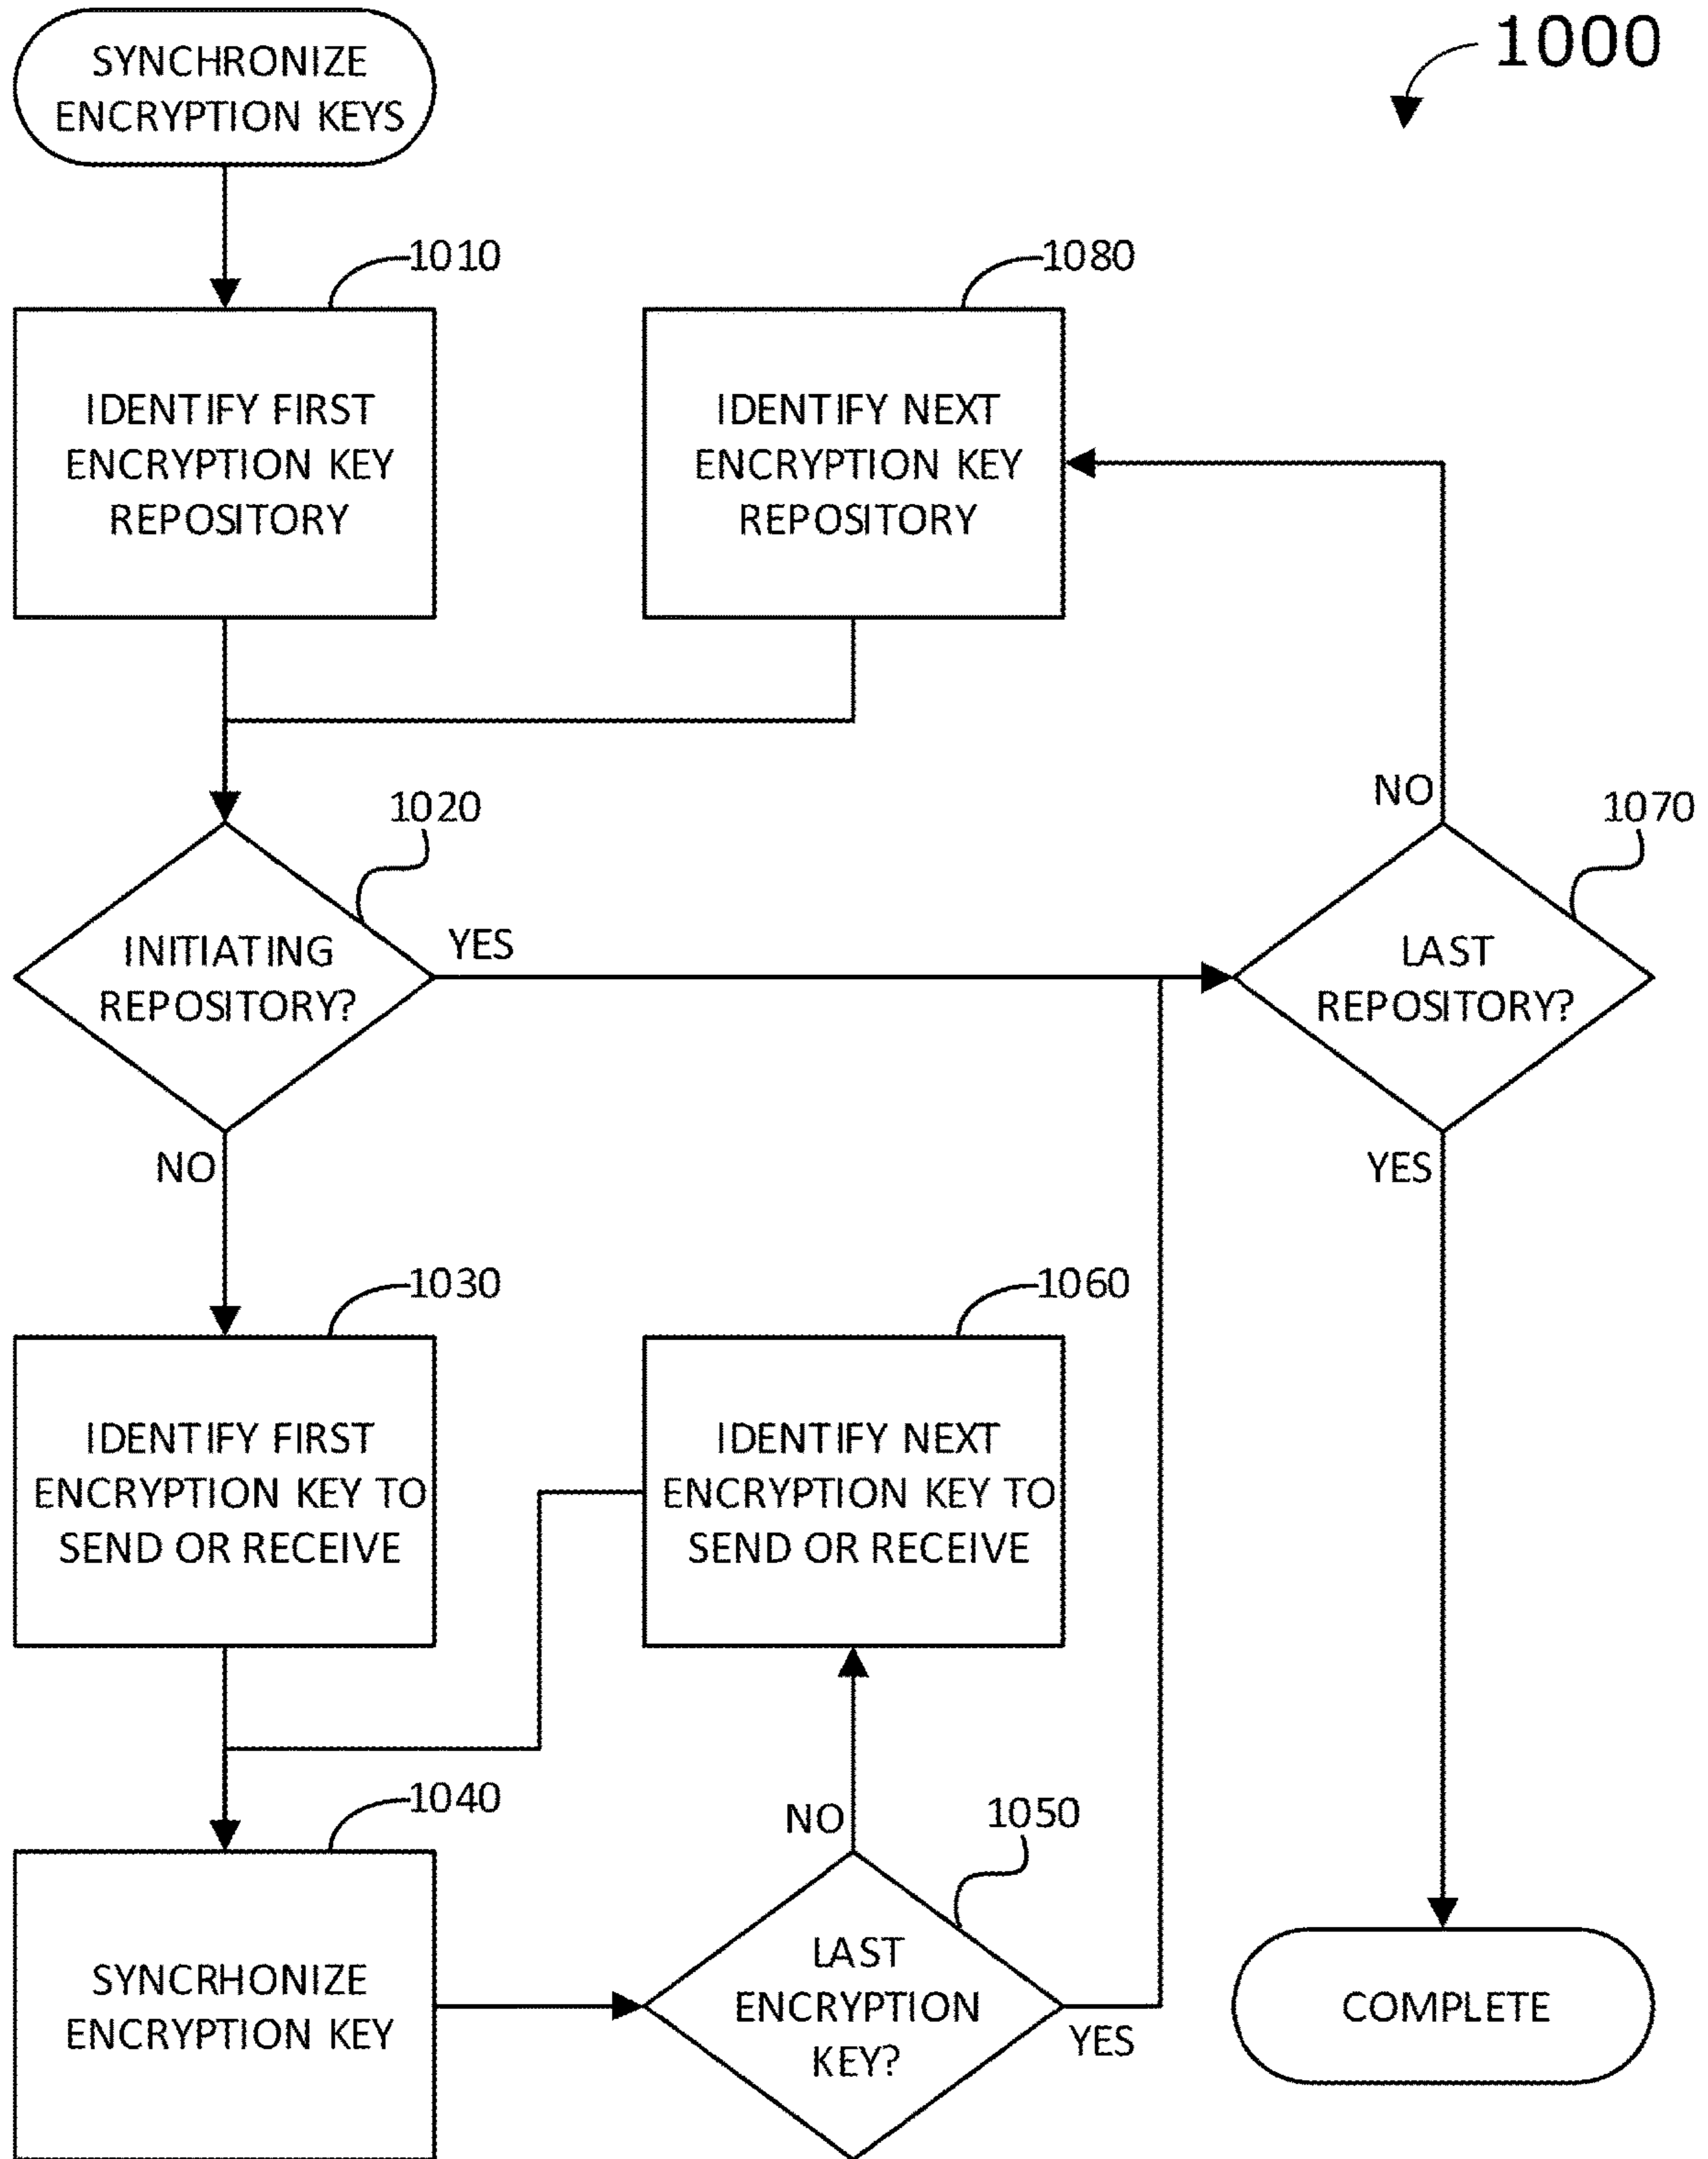 SYNCHRONIZE
ENCRYPTION KEYS
1000
1010
IDENTIFY FIRST
ENCRYPTION KEY
REPOSITORY
1080
IDENTIFY NEXT
ENCRYPTION KEY
REPOSITORY
1020
INITIATING
REPOSITORY?
YES
NO
1070
LAST
REPOSITORY?
NO
YES
1030
IDENTIFY FIRST
ENCRYPTION KEY TO
SEND OR RECEIVE
1060
IDENTIFY NEXT
ENCRYPTION KEY TO
SEND OR RECEIVE
1040
SYNCRHONIZE
ENCRYPTION KEY
NO
1050
LAST
ENCRYPTION
KEY?
YES
COMPLETE